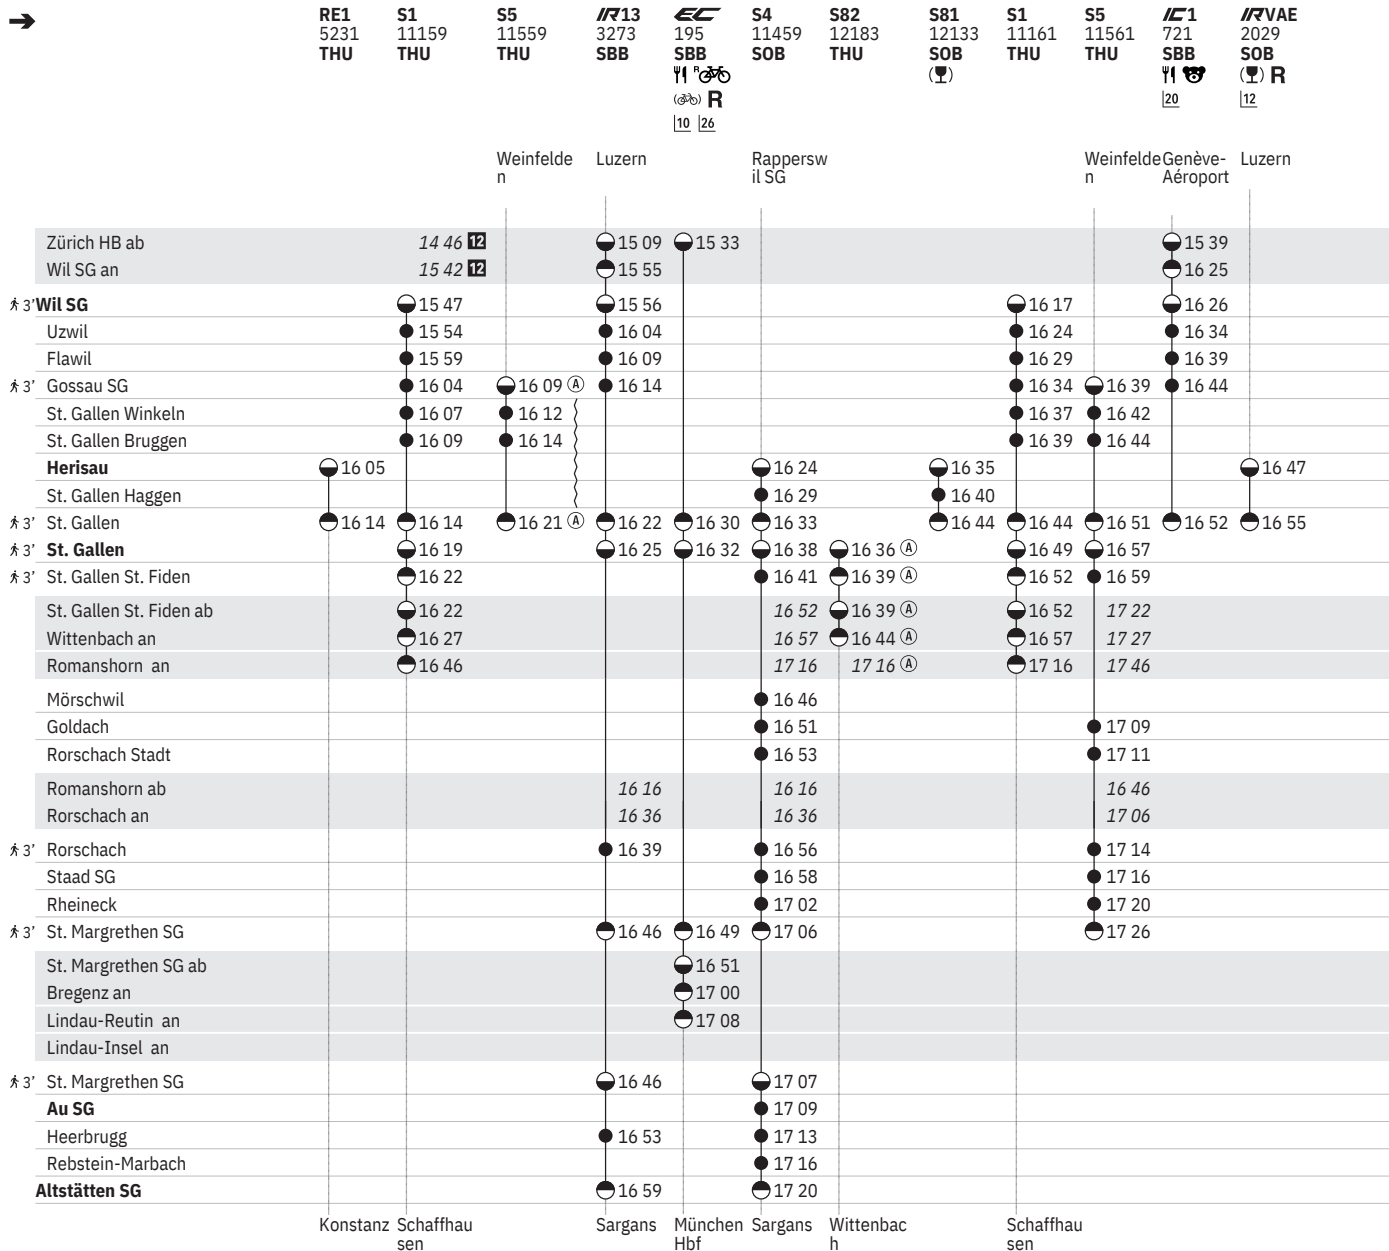 ➔ RE1 S1 S5 IR13 EC S4 S82 S81 S1 S5 IC1 IRVAE
5231 11159 11559 3273 195 11459 12183 12133 11161 11561 721 2029
THU THU THU SBB SBB SOB THU SOB THU THU SBB SOB
R R
R
20 12
10 26
Weinfelde Luzern Rappersw Weinfelde Genève- Luzern
n il SG n Aéroport
Zürich HB ab 14 46 12 15 09 15 33 15 39
Wil SG an 15 42 12 15 55 16 25
3' Wil SG 15 47 15 56 16 17 16 26
Uzwil 15 54 16 04 16 24 16 34
Flawil 15 59 16 09 16 29 16 39
3' Gossau SG 16 04 16 09 Ⓐ 16 14 16 34 16 39 16 44
St. Gallen Winkeln 16 07 16 12 16 37 16 42
St. Gallen Bruggen 16 09 16 14 16 39 16 44
Herisau 16 05 16 24 16 35 16 47
St. Gallen Haggen 16 29 16 40
3' St. Gallen 16 14 16 14 16 21 Ⓐ 16 22 16 30 16 33 16 44 16 44 16 51 16 52 16 55
3' St. Gallen 16 19 16 25 16 32 16 38 16 36 Ⓐ 16 49 16 57
3' St. Gallen St. Fiden 16 22 16 41 16 39 Ⓐ 16 52 16 59
St. Gallen St. Fiden ab 16 22 16 52 16 39 Ⓐ 16 52 17 22
Wittenbach an 16 27 16 57 16 44 Ⓐ 16 57 17 27
Romanshorn an 16 46 17 16 17 16 Ⓐ 17 16 17 46
Mörschwil 16 46
Goldach 16 51 17 09
Rorschach Stadt 16 53 17 11
Romanshorn ab 16 16 16 16 16 46
Rorschach an 16 36 16 36 17 06
3' Rorschach 16 39 16 56 17 14
Staad SG 16 58 17 16
Rheineck 17 02 17 20
3' St. Margrethen SG 16 46 16 49 17 06 17 26
St. Margrethen SG ab 16 51
Bregenz an 17 00
Lindau-Reutin an 17 08
Lindau-Insel an
3' St. Margrethen SG 16 46 17 07
Au SG 17 09
Heerbrugg 16 53 17 13
Rebstein-Marbach 17 16
Altstätten SG 16 59 17 20
Konstanz Schaffhau Sargans München Sargans Wittenbac Schaffhau
sen Hbf h sen